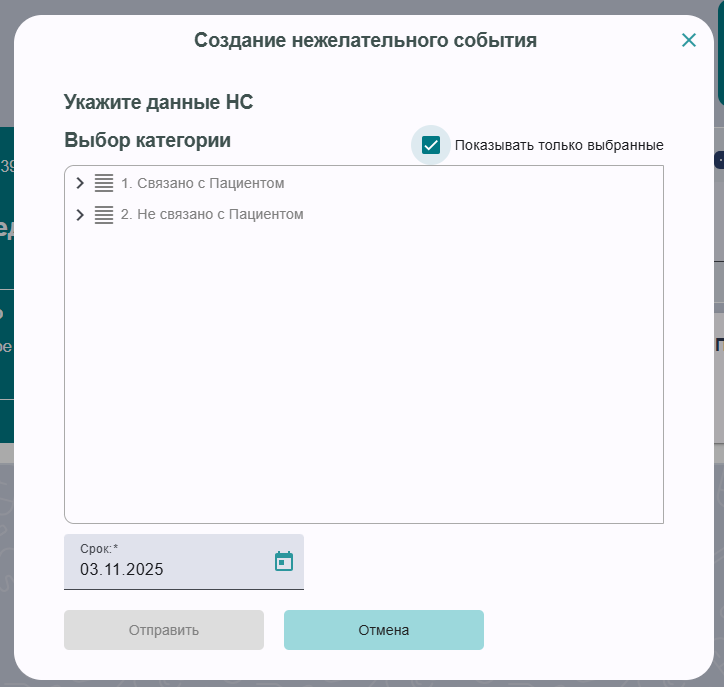 Создание нежелательного события
Укажите данные НС
Выбор категории
Показывать только выбранные
1. Связано с Пациентом
2. Не связано с Пациентом
Срок:*
03.11.2025
Отправить
Отмена